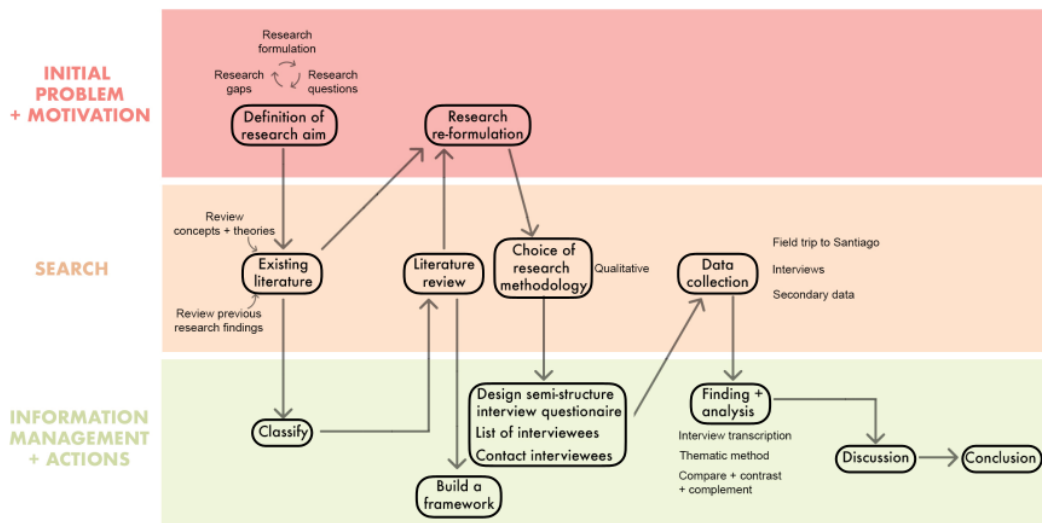 INITIAL
PROBLEM
+ MOTIVATION
Research
formulation
Research
gaps
Research
questions
Definition of
research aim
Research
re-formulation
SEARCH
Review
concepts + theories
Existing
literature
Review previous
research findings
Literature
review
Choice of
research
methodology
Qualitative
Data
collection
Field trip to Santiago
Interviews
Secondary data
INFORMATION
MANAGEMENT
+ ACTIONS
Classify
Build a
framework
Design semi-structure
interview questionaire
List of interviewees
Contact interviewees
Finding +
analysis
Interview transcription
Thematic method
Compare + contrast
+ complement
Discussion
Conclusion